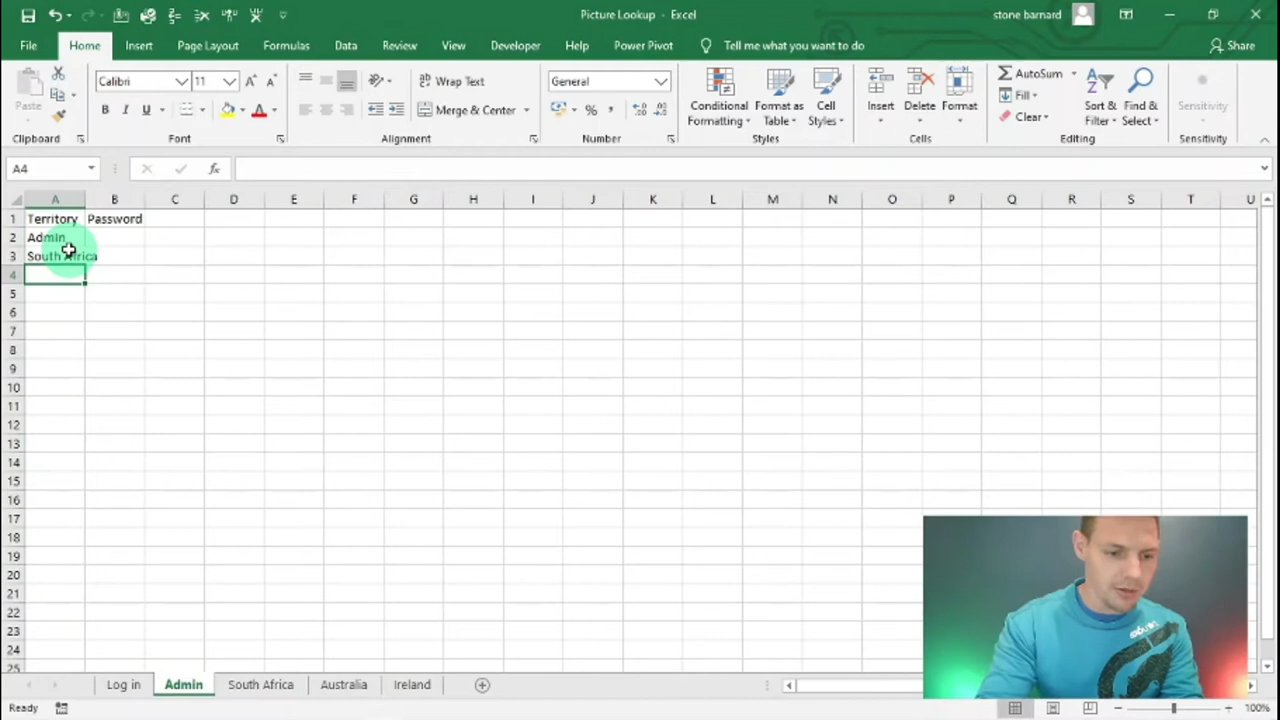 Picture Lookup - Excel
stone barnard
File Home Insert Page Layout Formulas Data Review View Developer Help Power Pivot Tell me what you want to do Share
Paste
Calibri 11
B I U
Wrap Text
Merge & Center
General
% ,
Conditional Formatting
Format as Table
Cell Styles
Insert
Delete
Format
AutoSum
Fill
Clear
Sort & Filter
Find & Select
Sensitivity
Clipboard Font Alignment Number Styles Cells Editing Sensitivity
A4 fx
A B C D E F G H I J K L M N O P Q R S T U
1 Territory Password
2 Admin
3 South Africa
4
5
6
7
8
9
10
11
12
13
14
15
16
17
18
19
20
21
22
23
24
25
Log in Admin South Africa Australia Ireland
Ready 100%